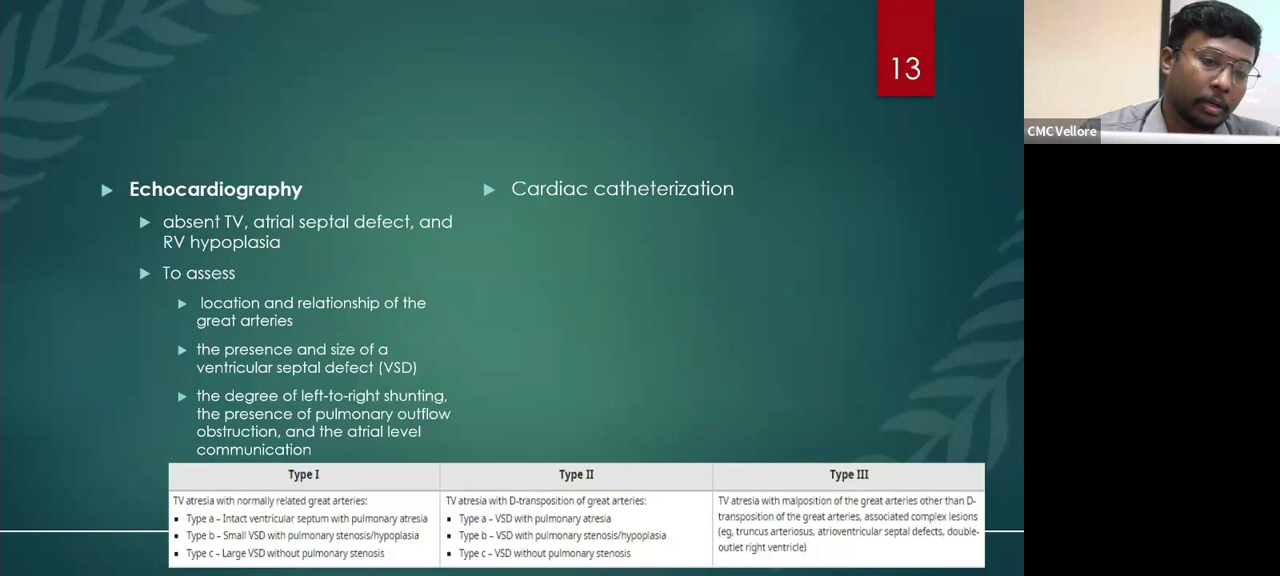 13
Echocardiography
absent TV, atrial septal defect, and
RV hypoplasia
To assess
location and relationship of the
great arteries
the presence and size of a
ventricular septal defect (VSD)
the degree of left-to-right shunting,
the presence of pulmonary outflow
obstruction, and the atrial level
communication
Cardiac catheterization
Type I
TV atresia with normally related great arteries:
Type a – Intact ventricular septum with pulmonary atresia
Type b – Small VSD with pulmonary stenosis/hypoplasia
Type c – Large VSD without pulmonary stenosis
Type II
TV atresia with D-transposition of great arteries:
Type a – VSD with pulmonary atresia
Type b – VSD with pulmonary stenosis/hypoplasia
Type c – VSD without pulmonary stenosis
Type III
TV atresia with malposition of the great arteries other than D-
transposition of the great arteries, associated complex lesions
(eg, truncus arteriosus, atrioventricular septal defects, double-
outlet right ventricle)
CMC Vellore